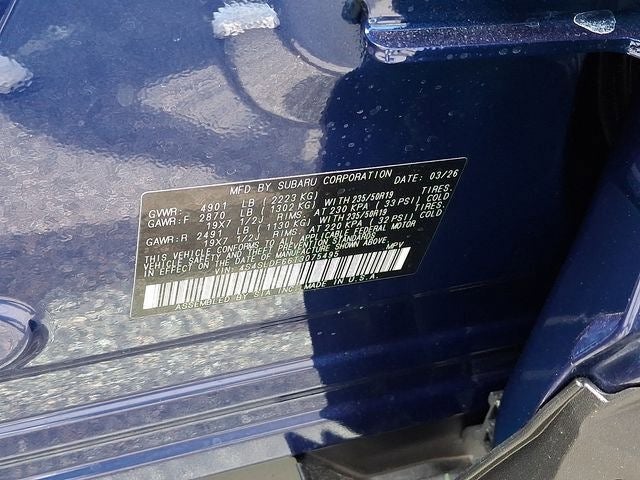 MFD BY SUBARU CORPORATION DATE: 03/26
GVWR: 4901 LB (2223 KG)
GAWR:F 2870 LB (1302 KG) WITH 235/50R19 TIRES.
19X7 1/2J RIMS. AT 230 KPA (33 PSI) COLD
GAWR:R 2491 LB (1130 KG) WITH 235/50R19 TIRES.
19X7 1/2J RIMS. AT 220 KPA (32 PSI) COLD
THIS VEHICLE CONFORMS TO ALL APPLICABLE FEDERAL MOTOR
VEHICLE SAFETY AND THEFT PREVENTION STANDARDS
IN EFFECT ON THE DATE OF MANUFACTURE SHOWN ABOVE.
VIN: MPV
ASSEMBLED BY SIA INC. MADE IN U.S.A.